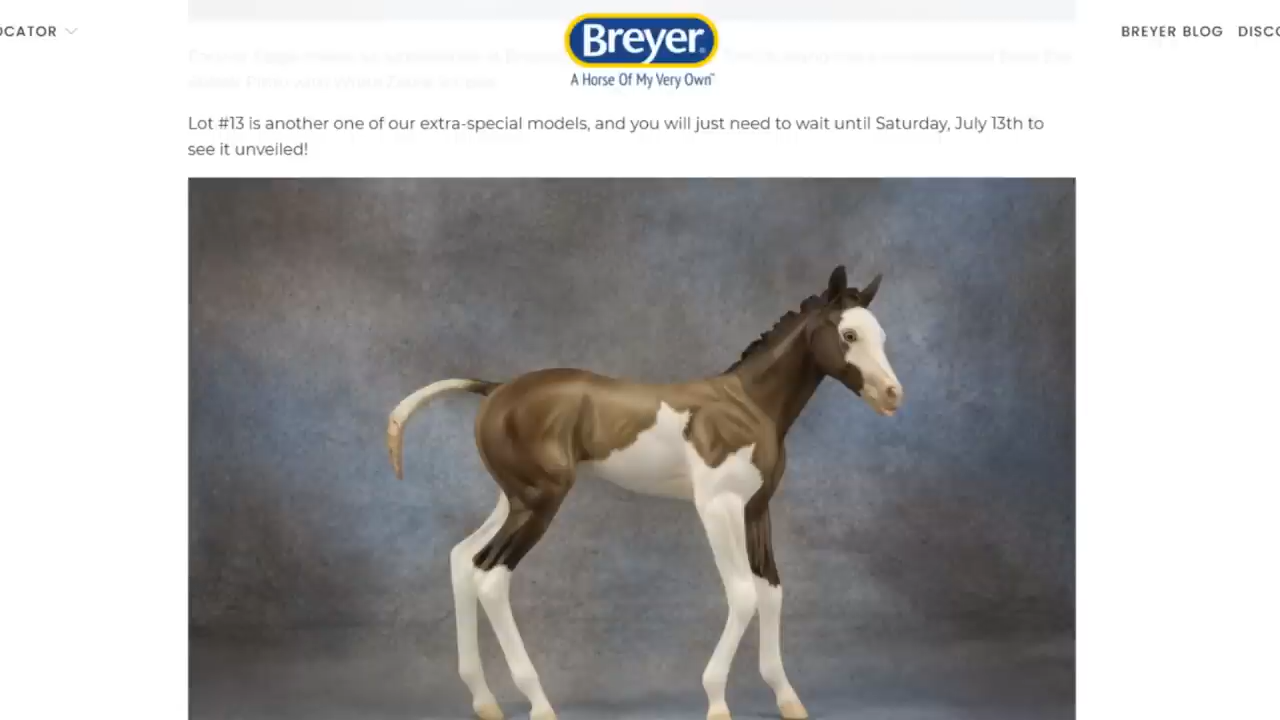 OCATOR
Breyer
A Horse Of My Very Own™
BREYER BLOG
DISCO
Lot #13 is another one of our extra-special models, and you will just need to wait until Saturday, July 13th to
see it unveiled!